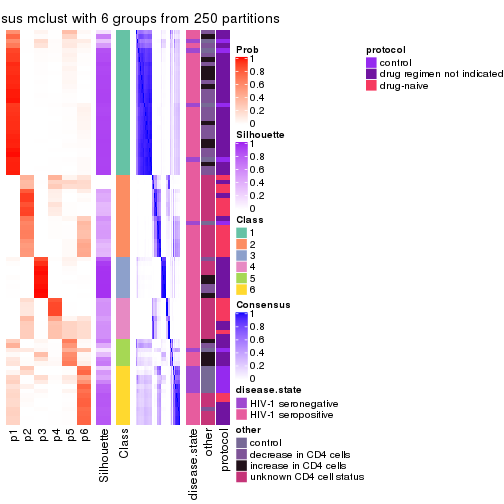 sus mclust with 6 groups from 250 partitions
Prob
1
0.8
0.6
0.4
0.2
0
Silhouette
1
0.8
0.6
0.4
0.2
0
Class
1
2
3
4
5
6
Consensus
1
0.8
0.6
0.4
0.2
0
disease.state
HIV-1 seronegative
HIV-1 seropositive
other
control
decrease in CD4 cells
increase in CD4 cells
unknown CD4 cell status
protocol
control
drug regimen not indicated
drug-naive
p1
p2
p3
p4
p5
p6
Silhouette
Class
disease.state
other
protocol